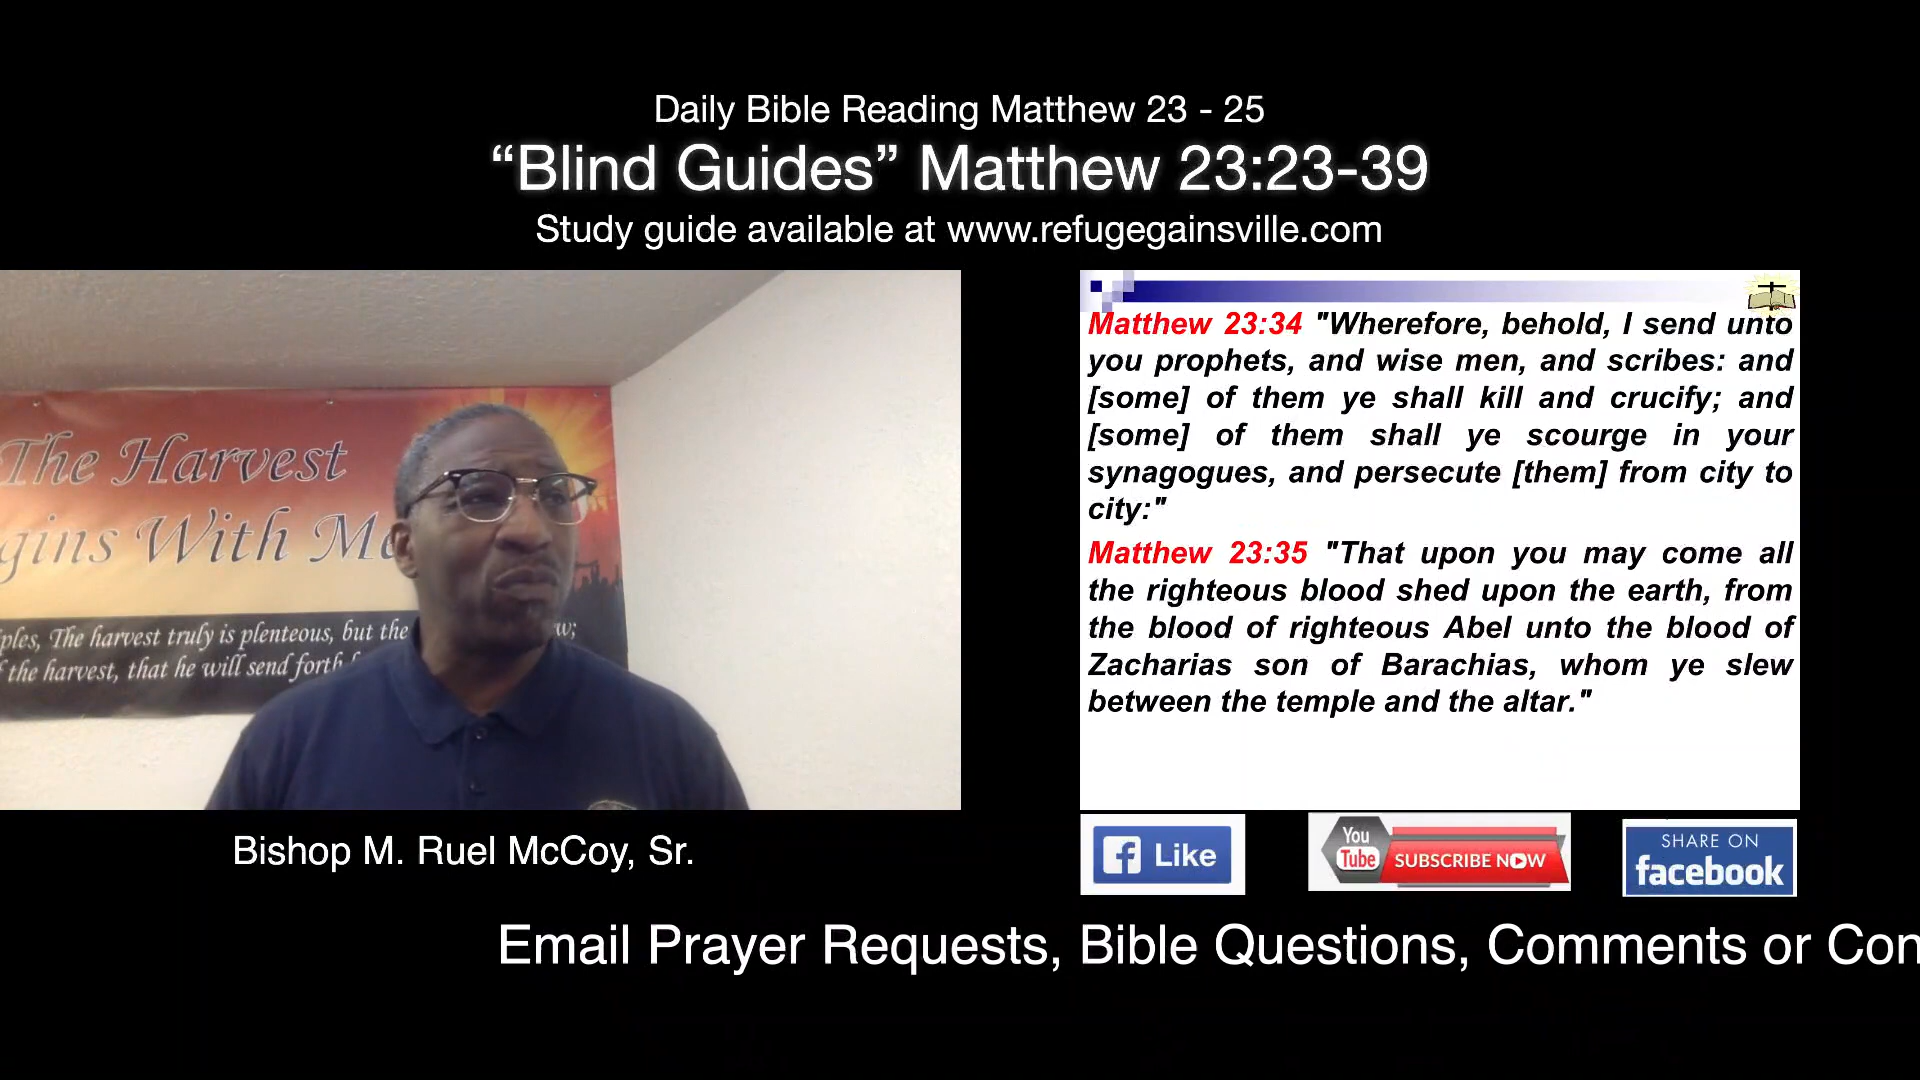 Daily Bible Reading Matthew 23 - 25
“Blind Guides” Matthew 23:23-39
Study guide available at www.refugegainsville.com
The Harvest
gins With Me
ples, The harvest truly is plenteous, but the
w;
f the harvest, that he will send forth
Matthew 23:34 "Wherefore, behold, I send unto
you prophets, and wise men, and scribes: and
[some] of them ye shall kill and crucify; and
[some] of them shall ye scourge in your
synagogues, and persecute [them] from city to
city:"
Matthew 23:35 "That upon you may come all
the righteous blood shed upon the earth, from
the blood of righteous Abel unto the blood of
Zacharias son of Barachias, whom ye slew
between the temple and the altar."
Bishop M. Ruel McCoy, Sr.
f Like
You
Tube SUBSCRIBE NOW
SHARE ON
facebook
Email Prayer Requests, Bible Questions, Comments or Con